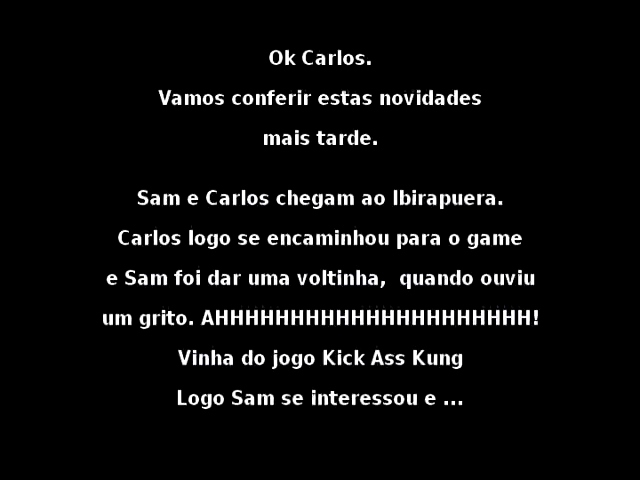 Ok Carlos.
Vamos conferir estas novidades
mais tarde.
Sam e Carlos chegam ao Ibirapuera.
Carlos logo se encaminhou para o game
e Sam foi dar uma voltinha,  quando ouviu
um grito. AHHHHHHHHHHHHHHHHHHHHH!
Vinha do jogo Kick Ass Kung
Logo Sam se interessou e ...